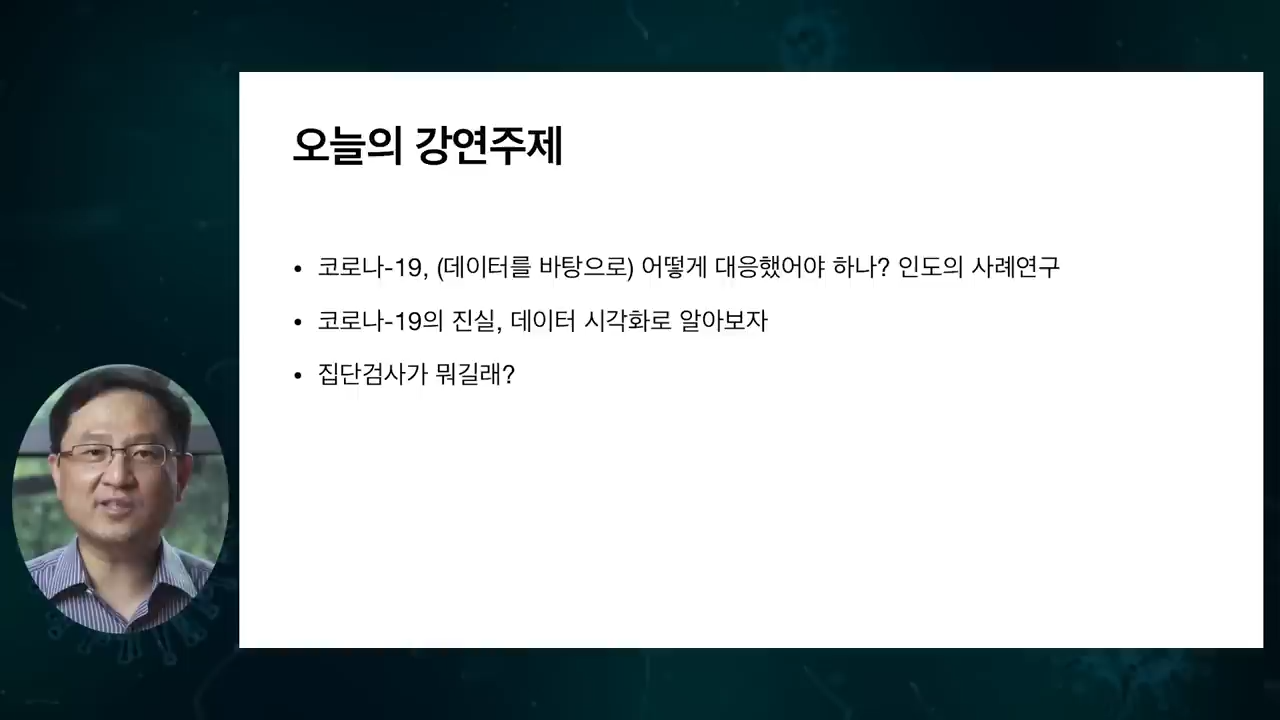 오늘의 강연주제
• 코로나-19, (데이터를 바탕으로) 어떻게 대응했어야 하나? 인도의 사례연구
• 코로나-19의 진실, 데이터 시각화로 알아보자
• 집단검사가 뭐길래?